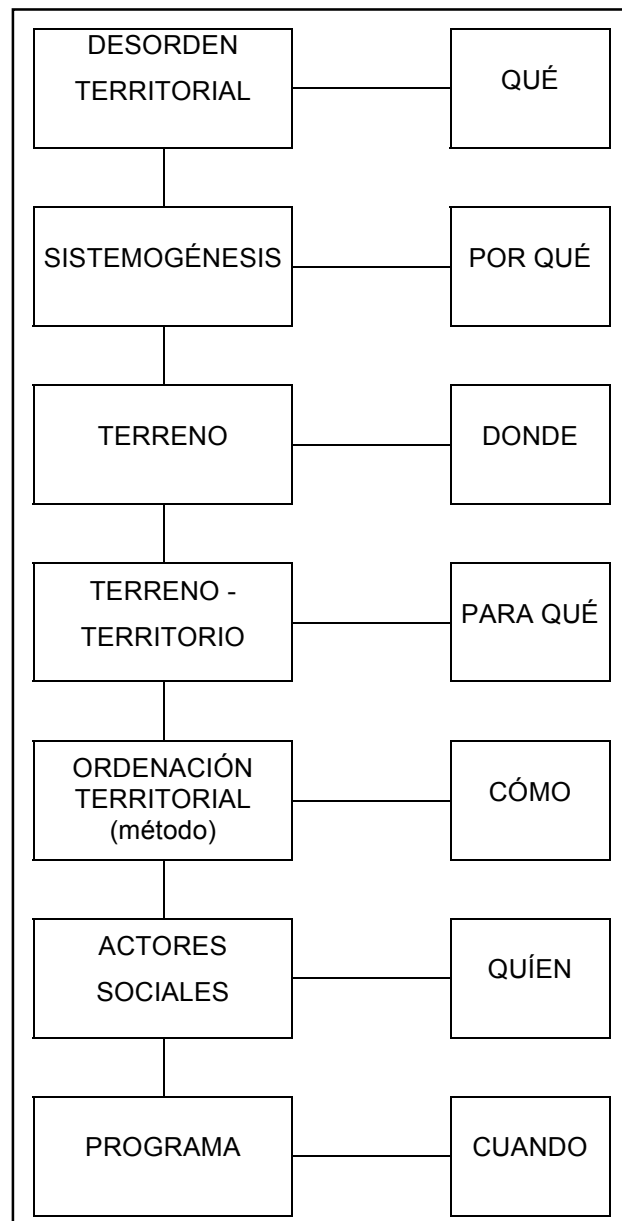 DESORDEN
TERRITORIAL
QUÉ
SISTEMOGÉNESIS
POR QUÉ
TERRENO
DONDE
TERRENO -
TERRITORIO
PARA QUÉ
ORDENACIÓN
TERRITORIAL
(método)
CÓMO
ACTORES
SOCIALES
QUÍEN
PROGRAMA
CUANDO